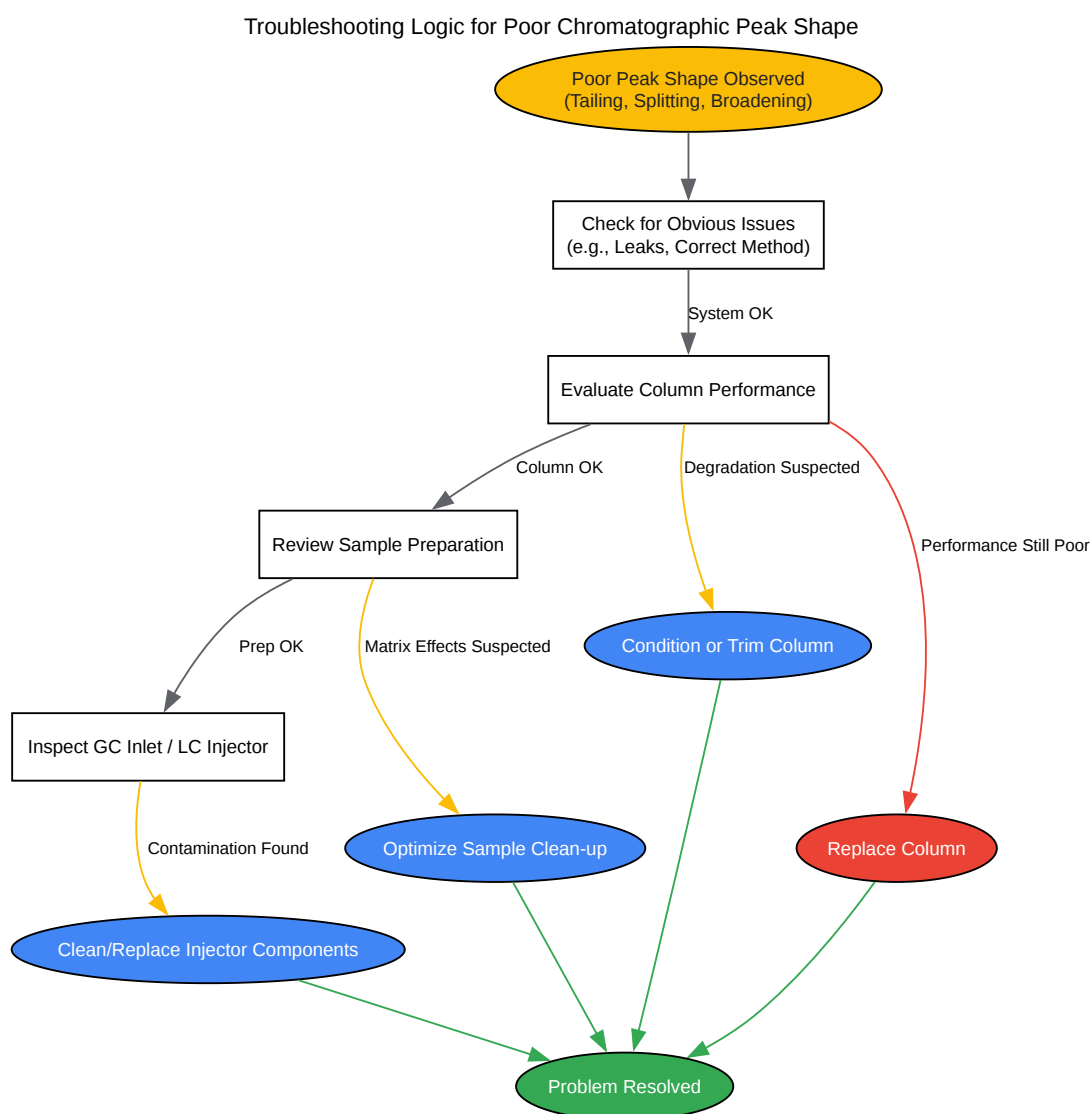 Troubleshooting Logic for Poor Chromatographic Peak Shape
Poor Peak Shape Observed
(Tailing, Splitting, Broadening)
Check for Obvious Issues
(e.g., Leaks, Correct Method)
System OK
Evaluate Column Performance
Column OK
Degradation Suspected
Review Sample Preparation
Performance Still Poor
Prep OK
Matrix Effects Suspected
Condition or Trim Column
Inspect GC Inlet / LC Injector
Contamination Found
Optimize Sample Clean-up
Replace Column
Clean/Replace Injector Components
Problem Resolved